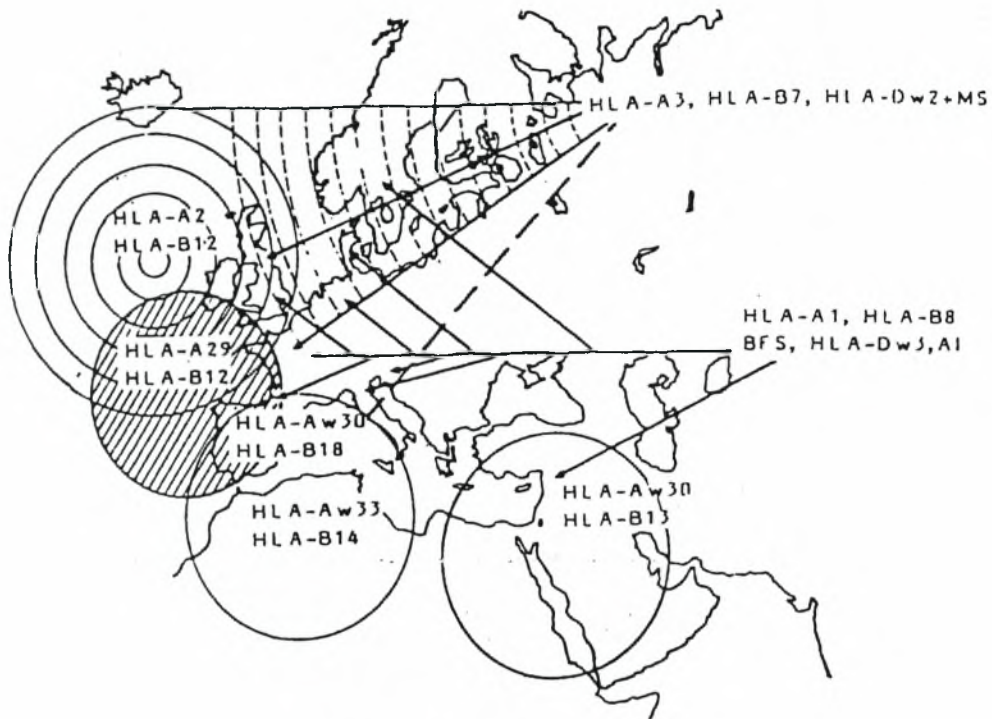 HLA-A3, HLA-B7, HLA-Dw2+MS
HLA-A2
HLA-B12
HLA-A1, HLA-B8
BFS, HLA-Dw3,A1
HLA-A29
HLA-B12
HLA-Aw30
HLA-B18
HLA-Aw30
HLA-B13
HLA-Aw33
HLA-B14